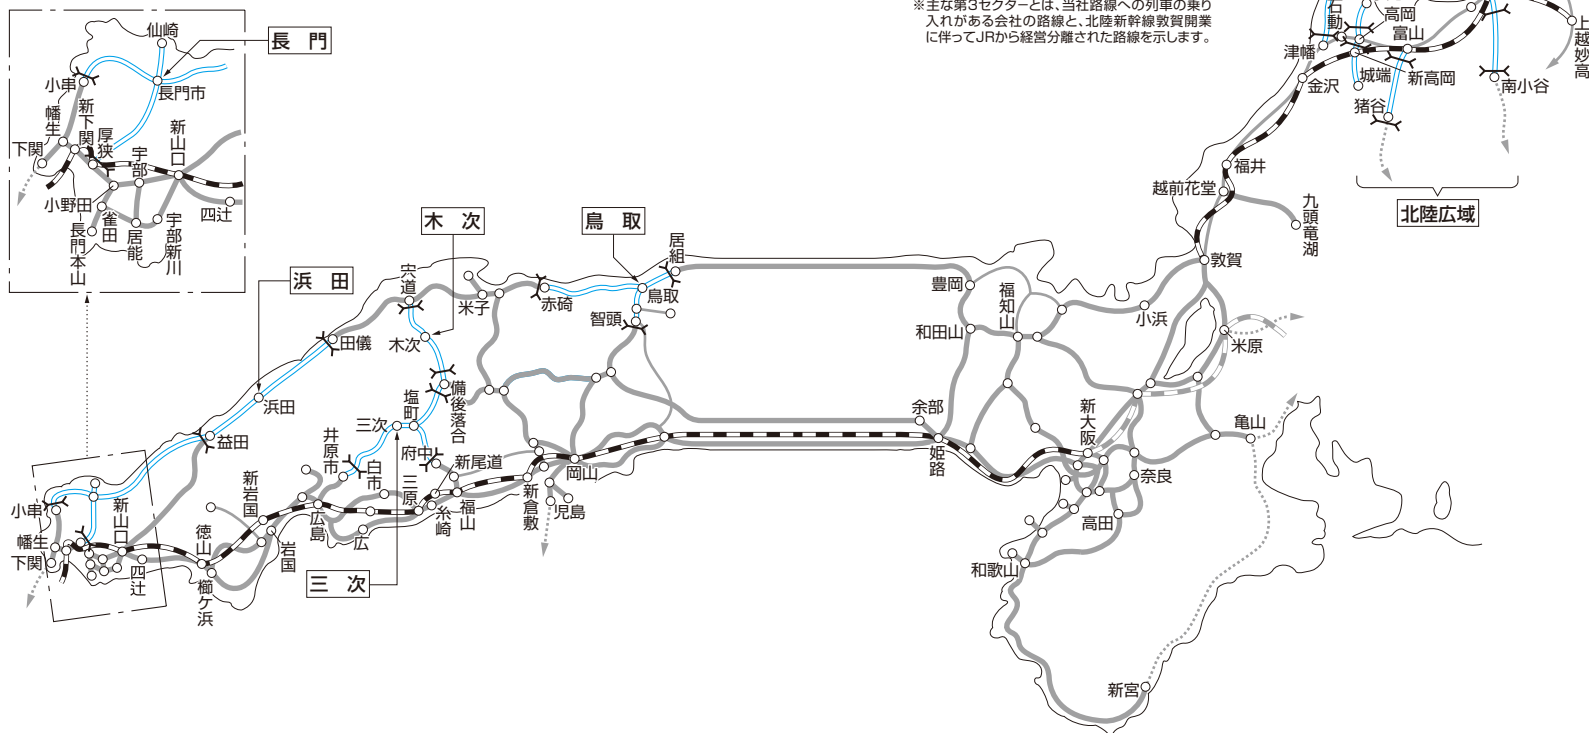 ※主な第3セクターとは、当社路線への列車の乗り
入れがある会社の路線と、北陸新幹線敦賀開業
に伴ってJRから経営分離された路線を示します。
仙崎
長門
小串
長門市
幡生
新下関
厚狭
下関
宇部
新山口
小野田
雀田
長門本山
居能
宇部新川
四辻
石動
高岡
富山
上越妙高
津幡
金沢
城端
新高岡
猪谷
南小谷
北陸広域
福井
越前花堂
九頭竜湖
敦賀
木次
鳥取
浜田
宍道
米子
赤碕
居組
鳥取
智頭
豊岡
福知山
和田山
小浜
米原
田儀
木次
備後落合
塩町
三次
浜田
益田
井原市
白市
府中
三原
新尾道
糸崎
福山
新倉敷
岡山
児島
余部
姫路
新大阪
亀山
奈良
高田
和歌山
新宮
小串
幡生
下関
新山口
四辻
徳山
櫛ケ浜
新岩国
岩国
広島
広
三次